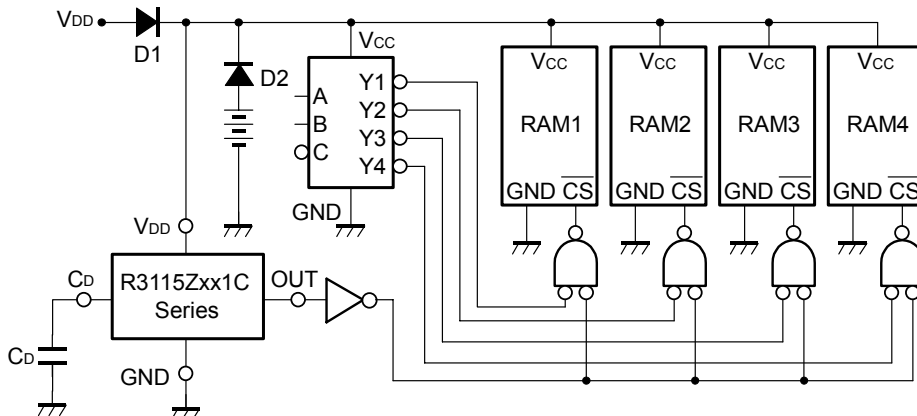 VDD
D1
D2
VCC
A
B
C
Y1
Y2
Y3
Y4
GND
VCC
RAM1
GND CS
VCC
RAM2
GND CS
VCC
RAM3
GND CS
VCC
RAM4
GND CS
VDD
CD
R3115Zxx1C
Series
OUT
CD
GND